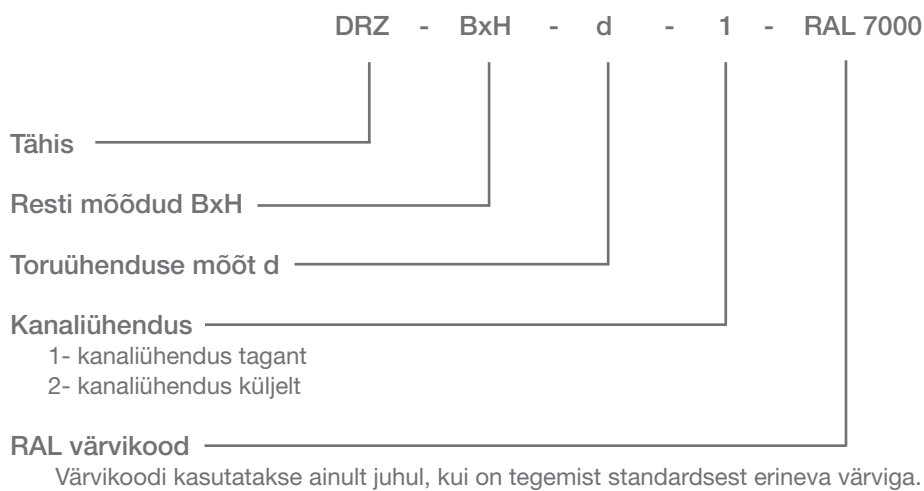 DRZ - BxH - d - 1 - RAL 7000
Tähis
Resti mõõdud BxH
Toruühenduse mõõt d
Kanaliühendus
1- kanaliühendus tagant
2- kanaliühendus küljelt
RAL värvikood
Värvikoodi kasutatakse ainult juhul, kui on tegemist standardsest erineva värviga.